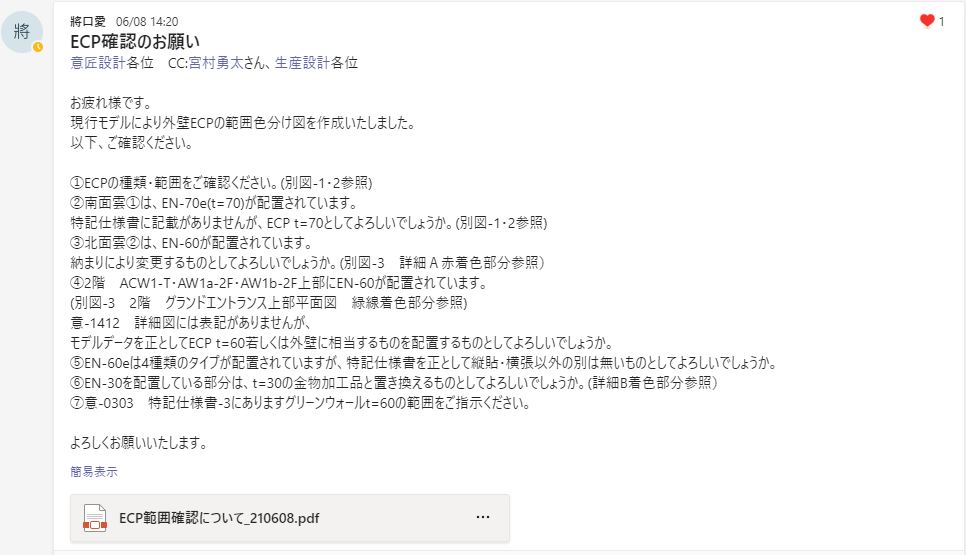 將
將口愛 06/08 14:20
1
ECP確認のお願い
意匠設計各位　CC:宮村勇太さん、生産設計各位
お疲れ様です。
現行モデルにより外壁ECPの範囲色分け図を作成いたしました。
以下、ご確認ください。
①ECPの種類・範囲をご確認ください。(別図-1・2参照)
②南面雲①は、EN-70e(t=70)が配置されています。
特記仕様書に記載がありませんが、ECP t=70としてよろしいでしょうか。(別図-1・2参照)
③北面雲②は、EN-60が配置されています。
納まりにより変更するものとしてよろしいでしょうか。(別図-3　詳細Ａ赤着色部分参照）
④2階　ACW1-T・AW1a-2F・AW1b-2F上部にEN-60が配置されています。
(別図-3　2階　グランドエントランス上部平面図　緑線着色部分参照)
意-1412　詳細図には表記がありませんが、
モデルデータを正としてECP t=60若しくは外壁に相当するものを配置するものとしてよろしいでしょうか。
⑤EN-60eは4種類のタイプが配置されていますが、特記仕様書を正として縦貼・横張以外の別は無いものとしてよろしいでしょうか。
⑥EN-30を配置している部分は、t=30の金物加工品と置き換えるものとしてよろしいでしょうか。(詳細B着色部分参照）
⑦意-0303　特記仕様書-3にありますグリーンウォールt=60の範囲をご指示ください。
よろしくお願いいたします。
簡易表示
ECP範囲確認について_210608.pdf